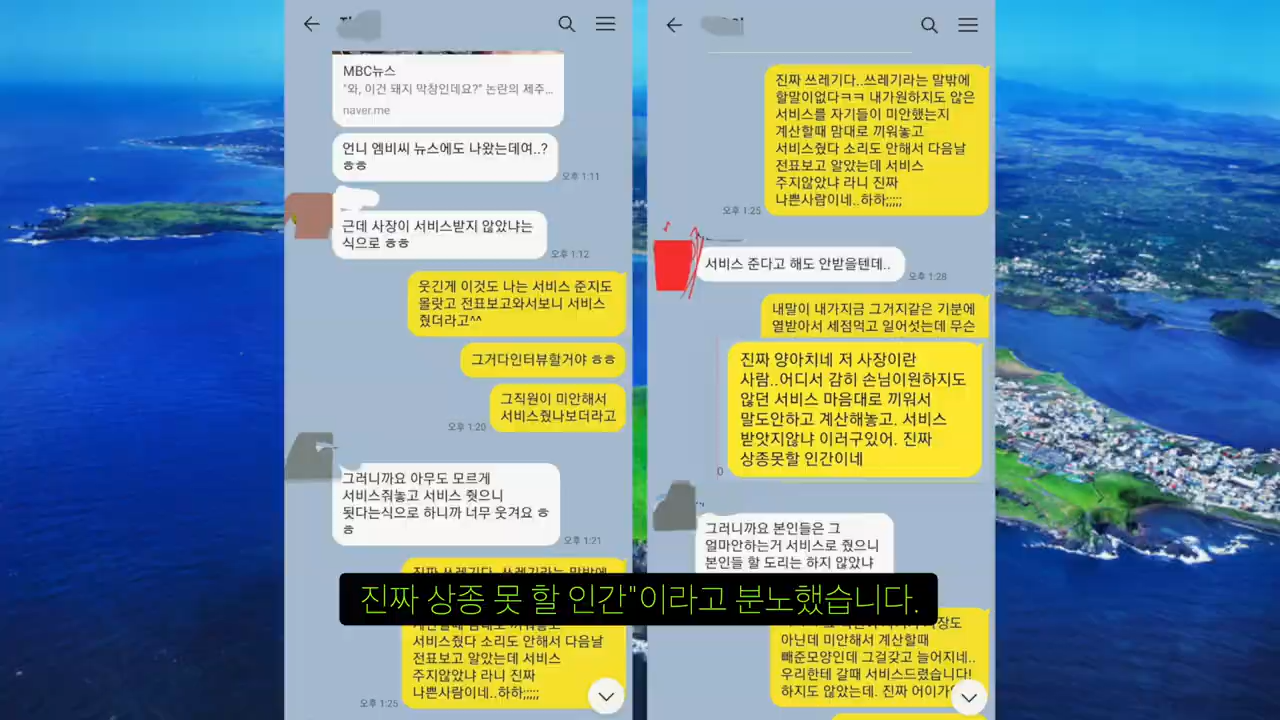 MBC뉴스
"와, 이건 돼지 막창인데요?" 논란의 제주...
naver.me
언니 엠비씨 뉴스에도 나왔는데여..?
ㅎㅎ
오후 1:11
근데 사장이 서비스받지 않았냐는
식으로 ㅎㅎ
오후 1:12
웃긴게 이것도 나는 서비스 준지도
몰랏고 전표보고와서보니 서비스
줬더라고^^
그거다인터뷰할거야 ㅎㅎ
그직원이 미안해서
서비스줬나보더라고
오후 1:20
그러니까요 아무도 모르게
서비스줘놓고 서비스 줫으니
됫다는식으로 하니까 너무 웃겨요 ㅎ
ㅎ
오후 1:21
서비스줬다 소리도 안해서 다음날
전표보고 알았는데 서비스
주지않았냐 라니 진짜
나쁜사람이네..하하;;;;;
오후 1:25
진짜 쓰레기다..쓰레기라는 말밖에
할말이없다ㅋㅋ 내가원하지도 않은
서비스를 자기들이 미안했는지
계산할때 맘대로 끼워놓고
서비스줬다 소리도 안해서 다음날
전표보고 알았는데 서비스
주지않았냐 라니 진짜
나쁜사람이네..하하;;;;;
오후 1:25
서비스 준다고 해도 안받을텐데..
오후 1:28
내말이 내가지금 그거지같은 기분에
열받아서 세점먹고 일어섯는데 무슨
진짜 양아치네 저 사장이란
사람..어디서 감히 손님이원하지도
않던 서비스 마음대로 끼워서
말도안하고 계산해놓고. 서비스
받앗지않냐 이러구있어. 진짜
상종못할 인간이네
그러니까요 본인들은 그
얼마안하는거 서비스로 줬으니
본인들 할 도리는 하지 않았냐
아닌데 미안해서 계산할때
빼준모양인데 그걸갖고 늘어지네..
우리한테 갈때 서비스드렸습니다!
하지도 않았는데. 진짜 어이가
진짜 상종 못 할 인간"이라고 분노했습니다.